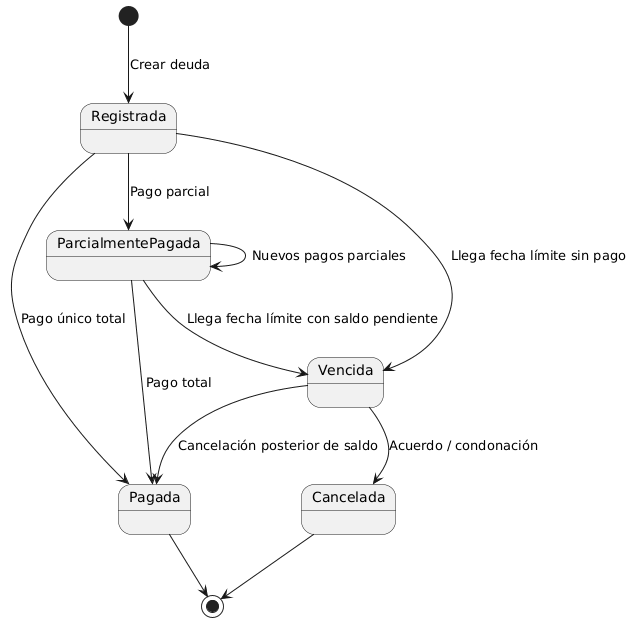 Crear deuda
Registrada
Pago parcial
ParcialmentePagada
Nuevos pagos parciales
Llega fecha límite sin pago
Pago único total
Llega fecha límite con saldo pendiente
Vencida
Pago total
Cancelación posterior de saldo
Acuerdo / condonación
Pagada
Cancelada